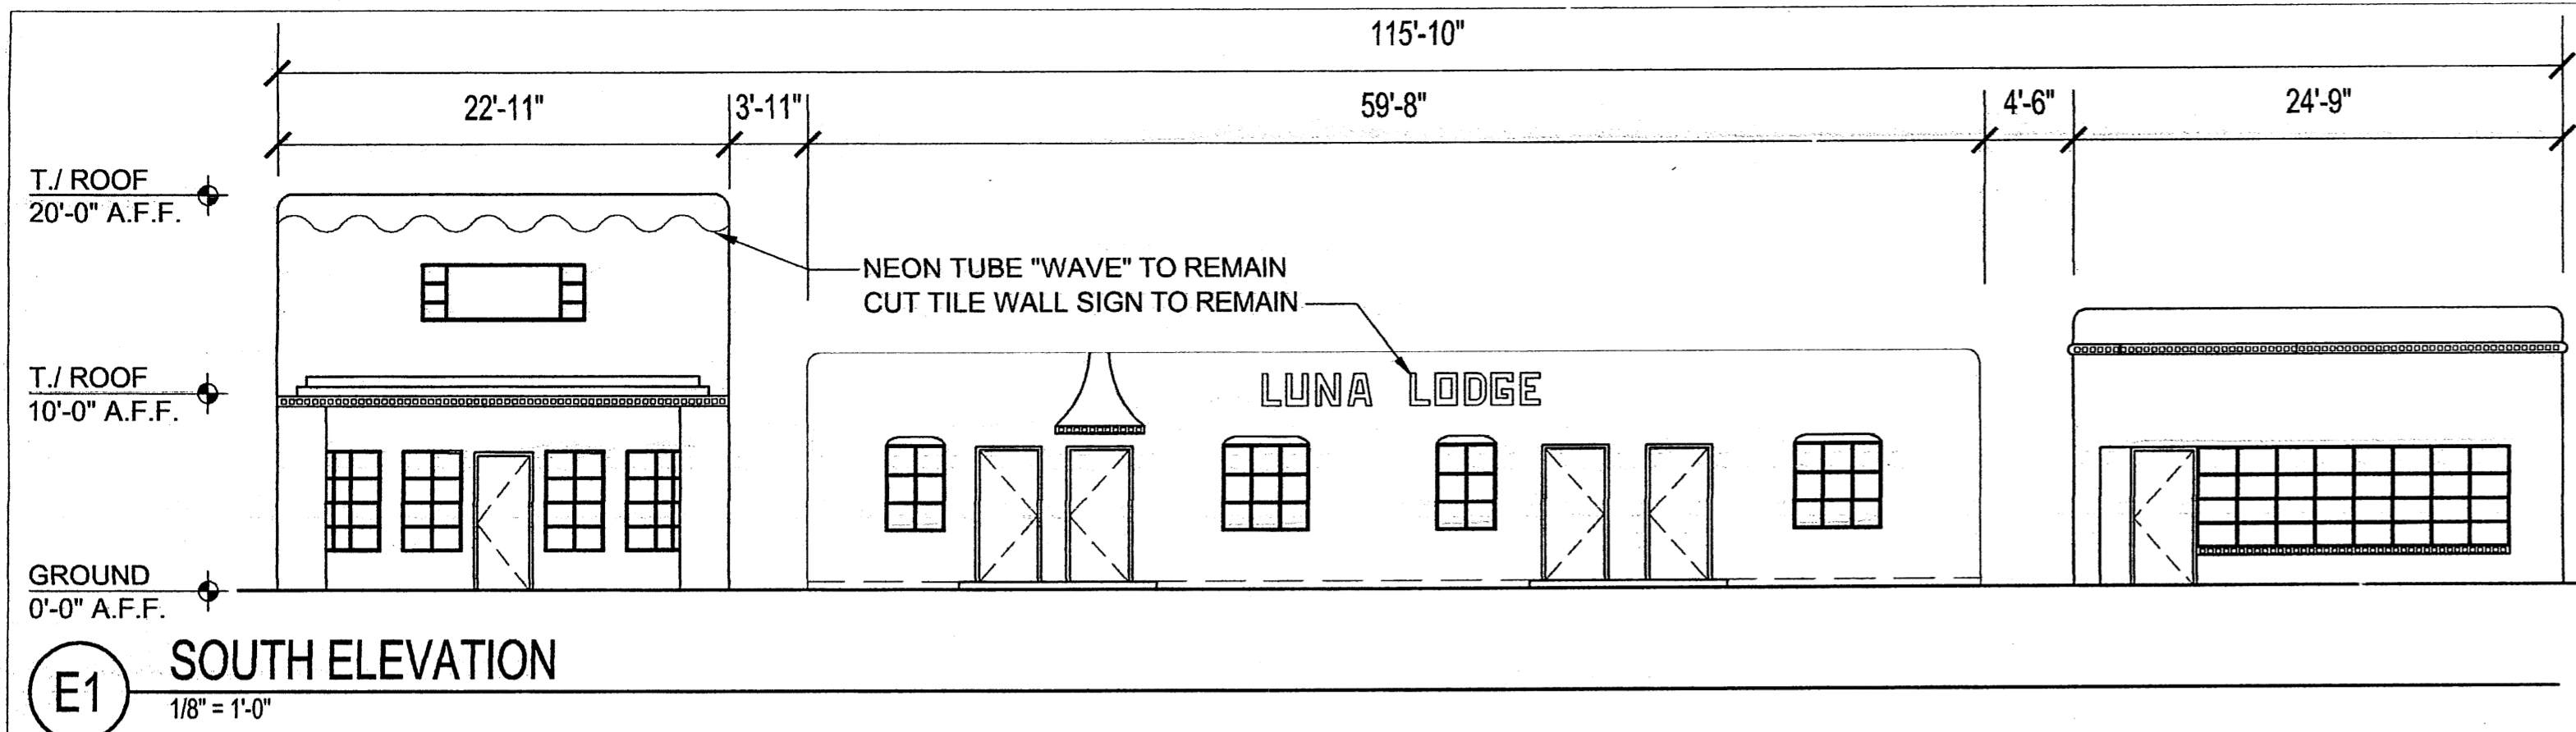 115'-10"
22'-11"
3'-11"
59'-8"
4'-6"
24'-9"
T./ ROOF
20'-0" A.F.F.
NEON TUBE "WAVE" TO REMAIN
CUT TILE WALL SIGN TO REMAIN
T./ ROOF
10'-0" A.F.F.
LUNA LODGE
GROUND
0'-0" A.F.F.
E1
SOUTH ELEVATION
1/8" = 1'-0"